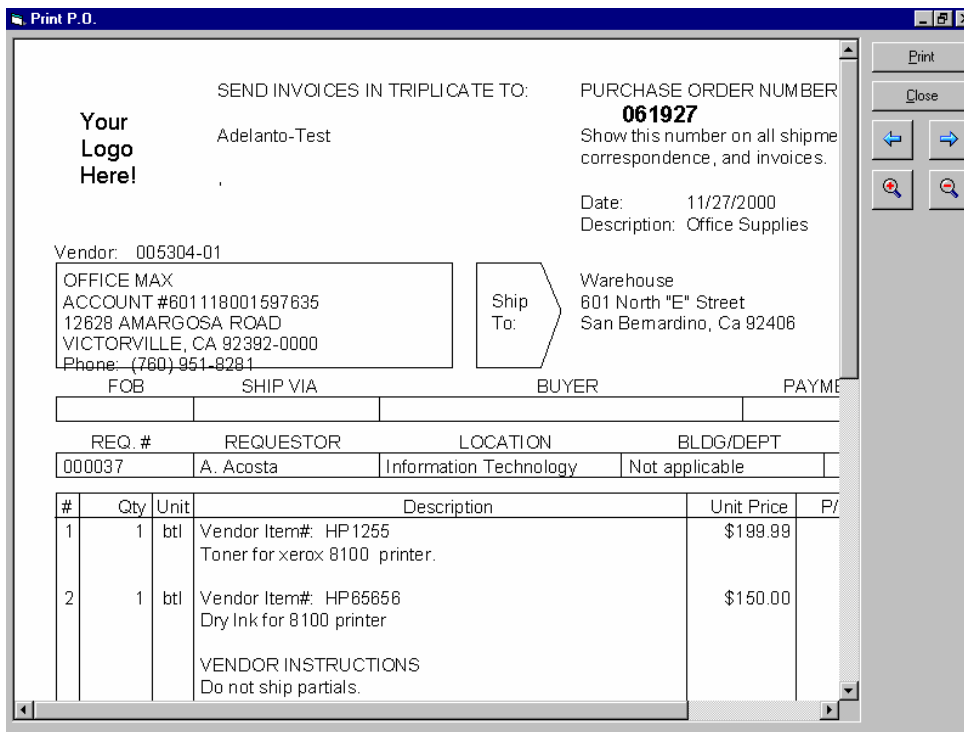 Print P.O.
Print
Close
SEND INVOICES IN TRIPLICATE TO:
Adelanto-Test
,
Your
Logo
Here!
PURCHASE ORDER NUMBER
061927
Show this number on all shipme
correspondence, and invoices.
Date: 11/27/2000
Description: Office Supplies
Vendor: 005304-01
OFFICE MAX
ACCOUNT #601118001597635
12628 AMARGOSA ROAD
VICTORVILLE, CA 92392-0000
Phone: (760) 951-8281
Ship
To:
Warehouse
601 North "E" Street
San Bernardino, Ca 92406
FOB SHIP VIA BUYER PAYME
REQ. # REQUESTOR LOCATION BLDG/DEPT
000037 A. Acosta Information Technology Not applicable
# Qty Unit Description Unit Price P/
1 1 btl Vendor Item#: HP1255 $199.99
Toner for xerox 8100 printer.
2 1 btl Vendor Item#: HP65656 $150.00
Dry Ink for 8100 printer
VENDOR INSTRUCTIONS
Do not ship partials.